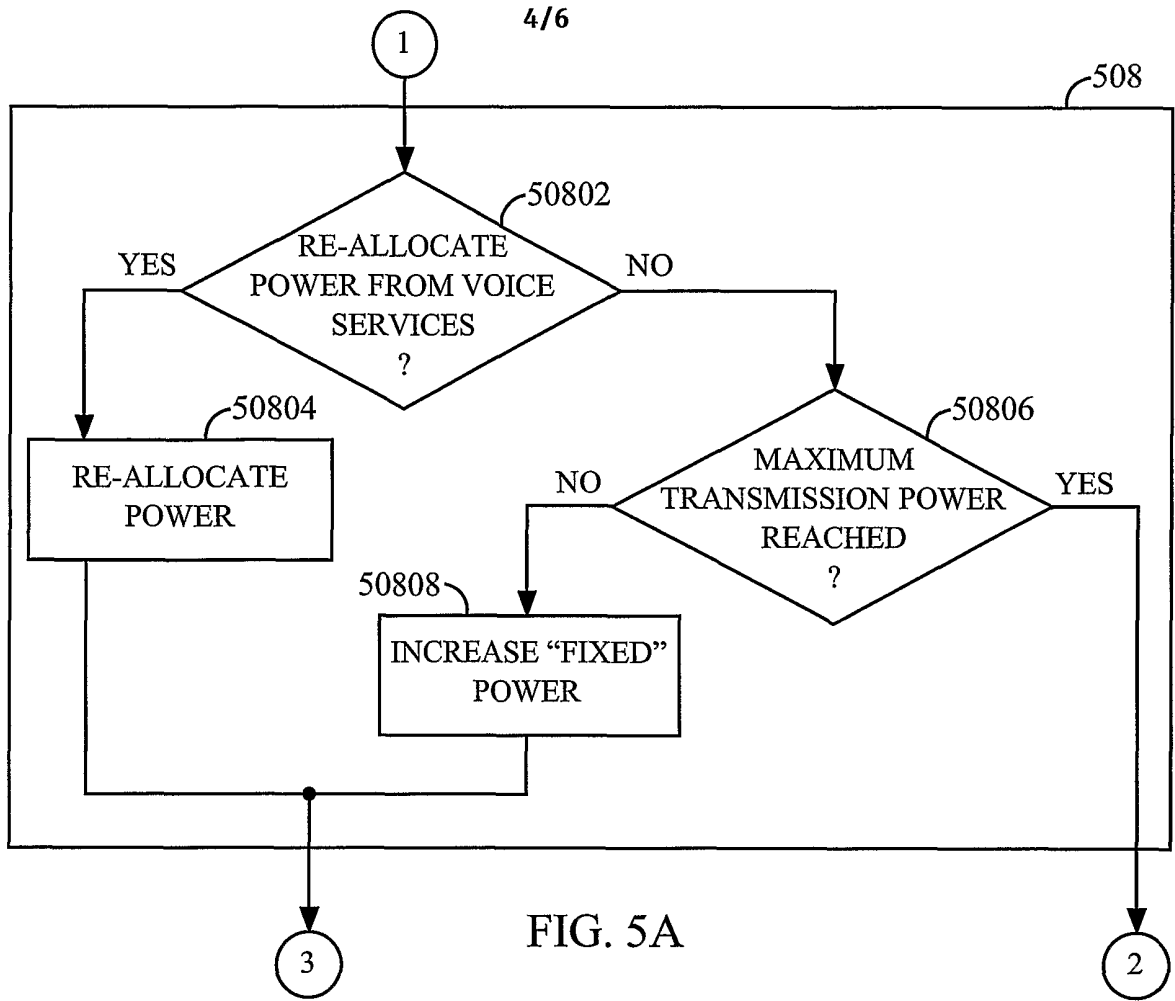 4/6
1
508
50802
RE-ALLOCATE
POWER FROM VOICE
SERVICES
?
YES
NO
50804
RE-ALLOCATE
POWER
50806
MAXIMUM
TRANSMISSION POWER
REACHED
?
NO
YES
50808
INCREASE “FIXED”
POWER
3
FIG. 5A
2